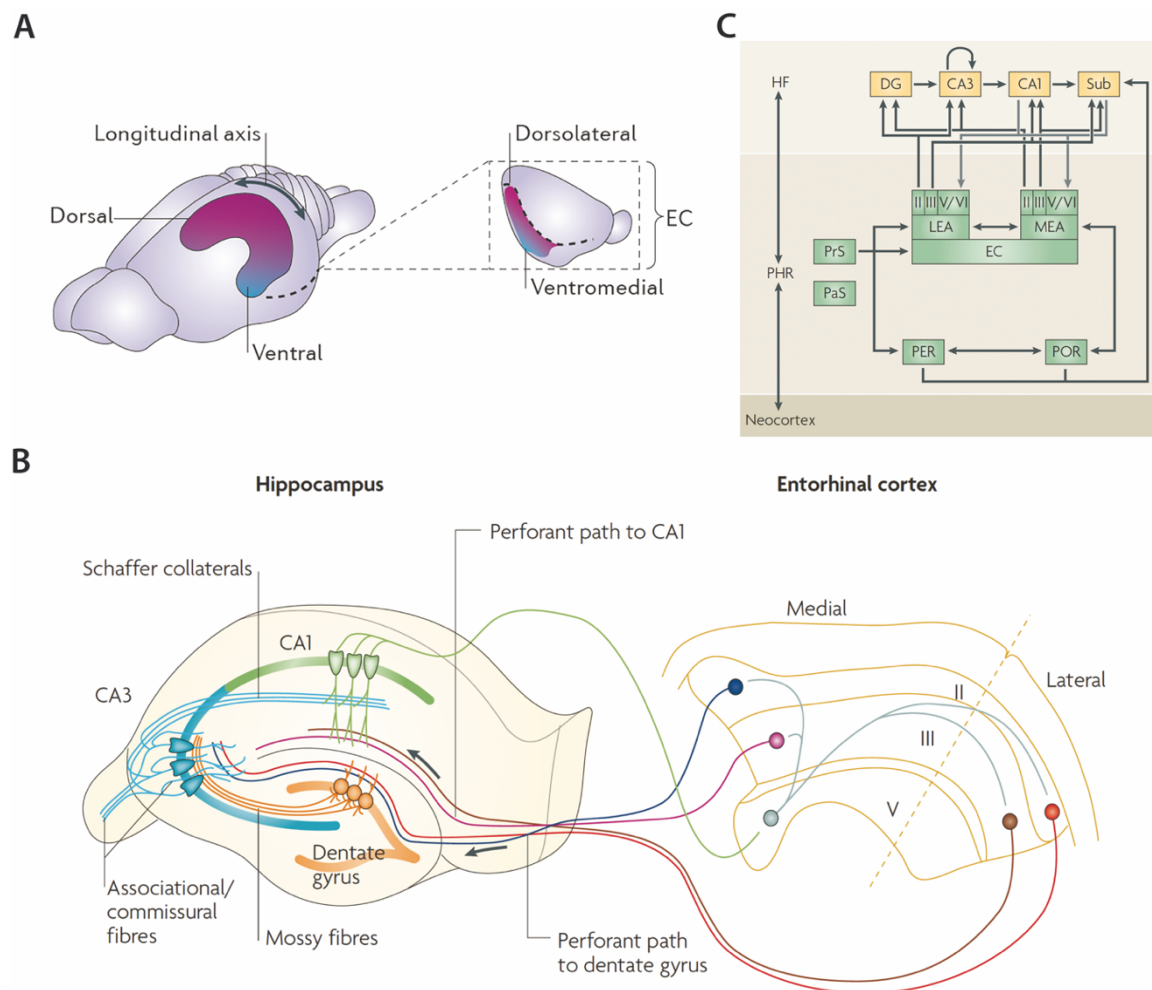 A
Longitudinal axis
Dorsal
Ventral
Dorsolateral
EC
Ventromedial
C
HF
DG
CA3
CA1
Sub
II
III
V/VI
II
III
V/VI
LEA
MEA
EC
PrS
PHR
PaS
PER
POR
Neocortex
B
Hippocampus
Entorhinal cortex
Perforant path to CA1
Schaffer collaterals
Medial
CA1
CA3
II
Lateral
III
V
Dentate
gyrus
Associational/
commissural
fibres
Mossy fibres
Perforant path
to dentate gyrus